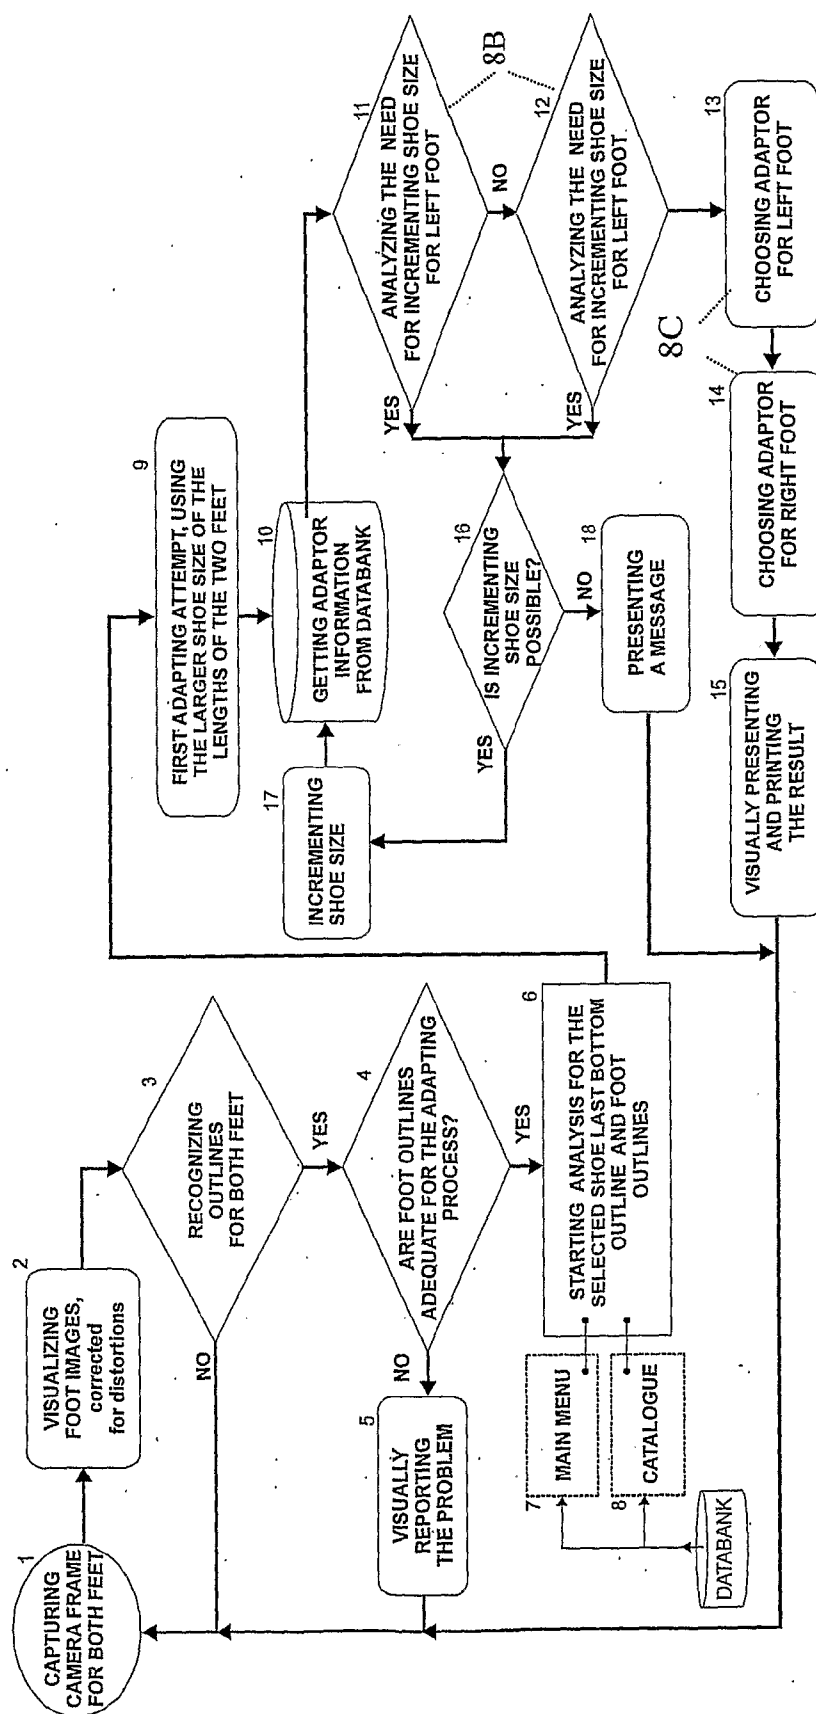 1
CAPTURING
CAMERA FRAME
FOR BOTH FEET
2
VISUALIZING
FOOT IMAGES,
corrected
for distortions
3
RECOGNIZING
OUTLINES
FOR BOTH FEET
NO
YES
4
ARE FOOT OUTLINES
ADEQUATE FOR THE ADAPTING
PROCESS?
NO
YES
5
VISUALLY
REPORTING
THE PROBLEM
6
STARTING ANALYSIS FOR THE
SELECTED SHOE LAST BOTTOM
OUTLINE AND FOOT
OUTLINES
7
MAIN MENU
8
CATALOGUE
DATABANK
9
FIRST ADAPTING ATTEMPT, USING
THE LARGER SHOE SIZE OF THE
LENGTHS OF THE TWO FEET
10
GETTING ADAPTOR
INFORMATION
FROM DATABANK
11
ANALYZING THE NEED
FOR INCREMENTING SHOE SIZE
FOR LEFT FOOT
YES
NO
8B
12
ANALYZING THE NEED
FOR INCREMENTING SHOE SIZE
FOR LEFT FOOT.
YES
13
CHOOSING ADAPTOR
FOR LEFT FOOT
8C
14
CHOOSING ADAPTOR
FOR RIGHT FOOT
15
VISUALLY PRESENTING
AND PRINTING
THE RESULT
16
IS INCREMENTING
SHOE SIZE
POSSIBLE?
YES
NO
17
INCREMENTING
SHOE SIZE
18
PRESENTING
A MESSAGE